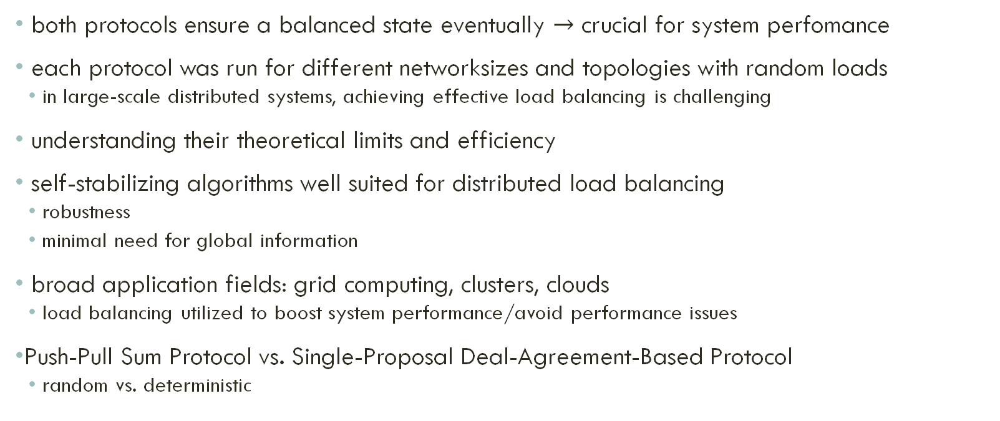 • both protocols ensure a balanced state eventually → crucial for system perfomance
• each protocol was run for different networksizes and topologies with random loads
• in large-scale distributed systems, achieving effective load balancing is challenging
• understanding their theoretical limits and efficiency
• self-stabilizing algorithms well suited for distributed load balancing
• robustness
• minimal need for global information
• broad application fields: grid computing, clusters, clouds
• load balancing utilized to boost system performance/avoid performance issues
•Push-Pull Sum Protocol vs. Single-Proposal Deal-Agreement-Based Protocol
• random vs. deterministic